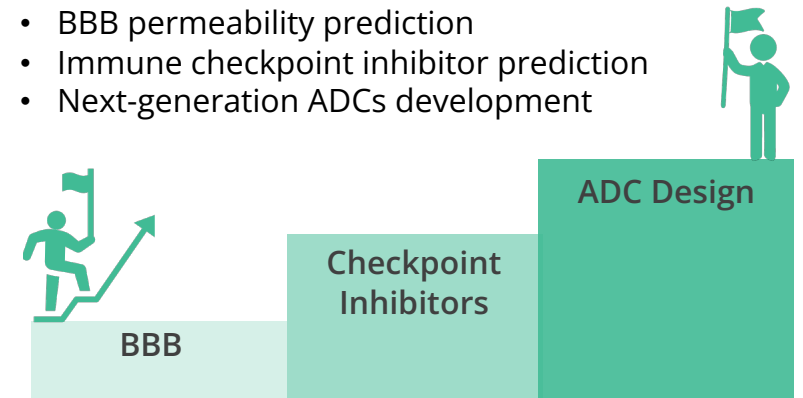 • BBB permeability prediction
• Immune checkpoint inhibitor prediction
• Next-generation ADCs development
ADC Design
Checkpoint
Inhibitors
BBB